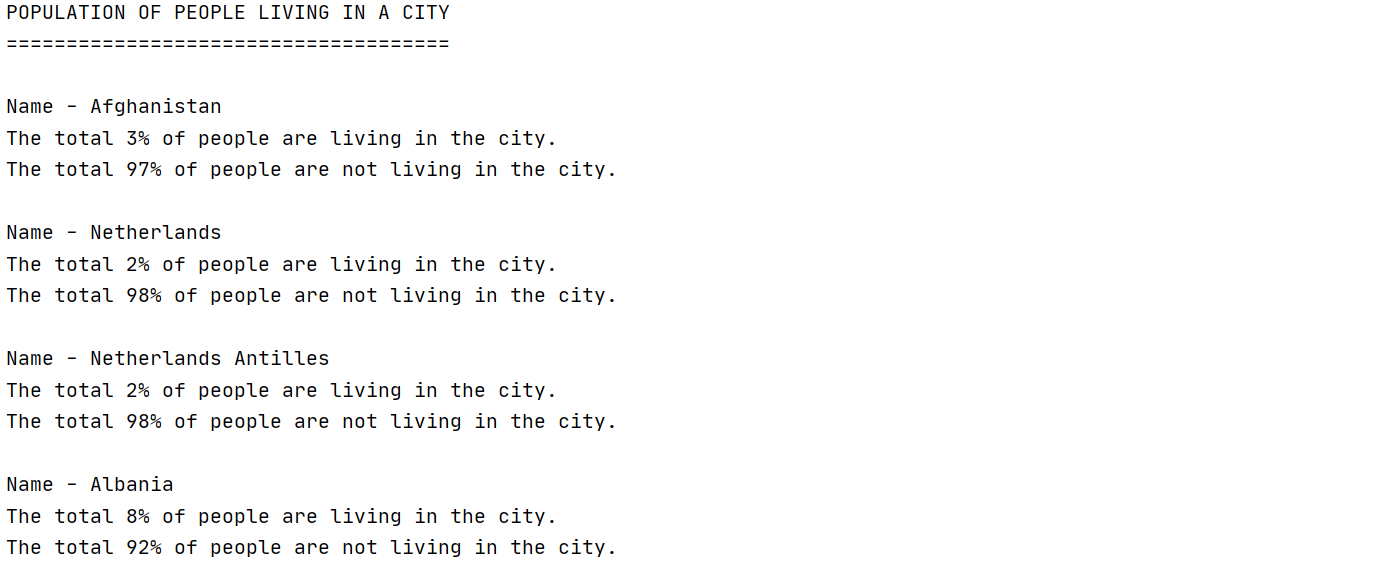 POPULATION OF PEOPLE LIVING IN A CITY
=====================================
Name - Afghanistan
The total 3% of people are living in the city.
The total 97% of people are not living in the city.
Name - Netherlands
The total 2% of people are living in the city.
The total 98% of people are not living in the city.
Name - Netherlands Antilles
The total 2% of people are living in the city.
The total 98% of people are not living in the city.
Name - Albania
The total 8% of people are living in the city.
The total 92% of people are not living in the city.